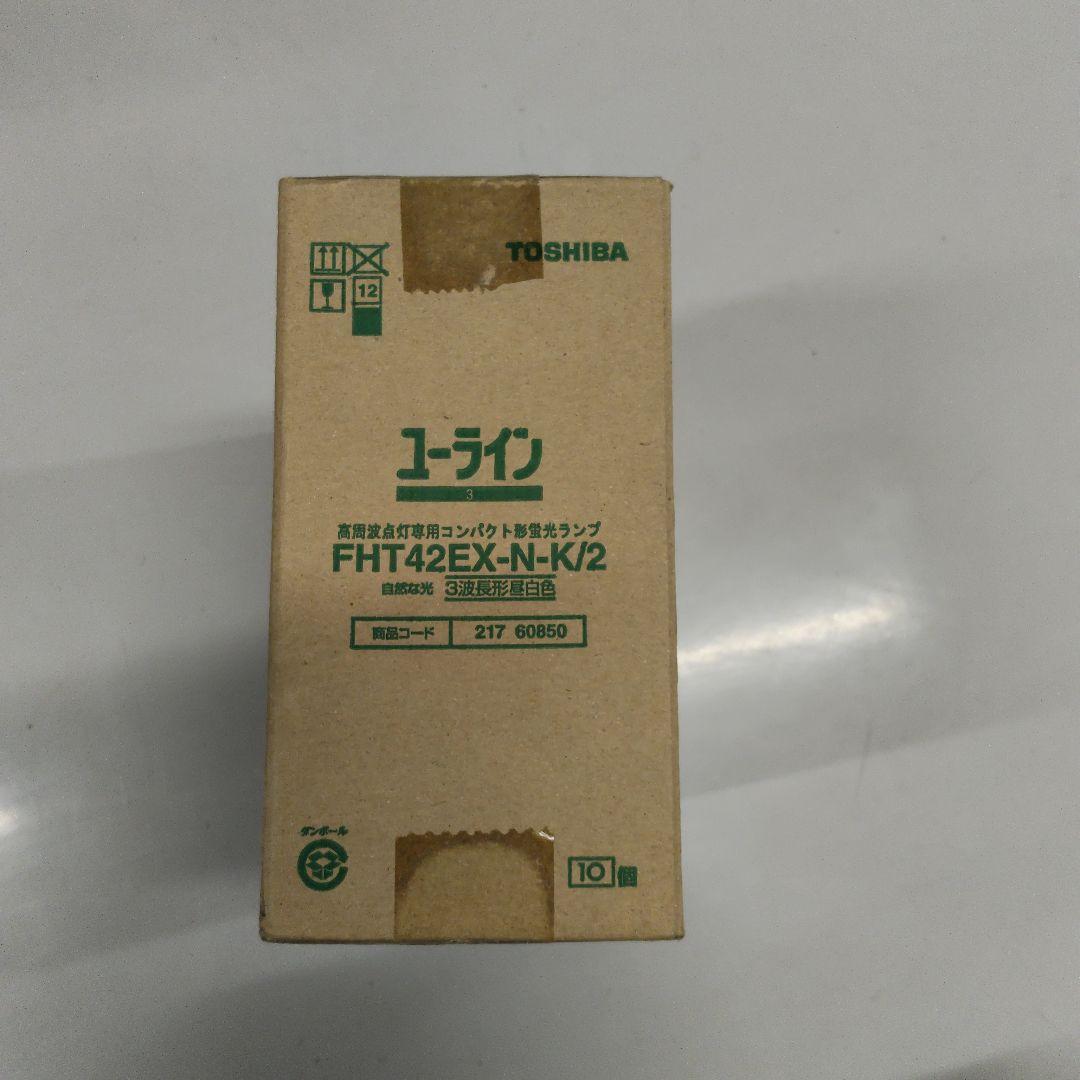 TOSHIBA
12
ユーライン
3
高周波点灯専用コンパクト形蛍光ランプ
FHT42EX-N-K/2
自然な光 3波長形昼白色
商品コード 217 60850
ダンボール
10個